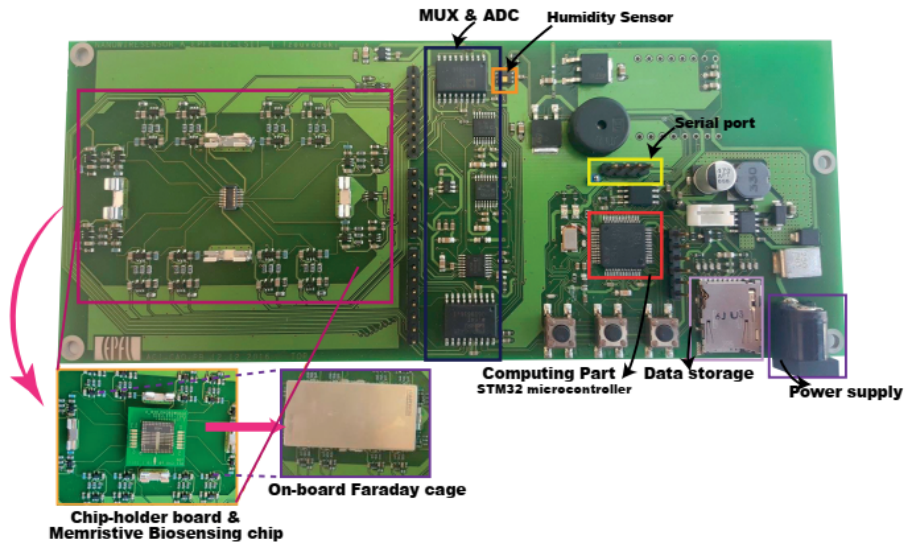 MUX & ADC
Humidity Sensor
Serial port
EPFL
Computing Part
STM32 microcontroller
Data storage
Power supply
On-board Faraday cage
Chip-holder board &
Memristive Biosensing chip
330